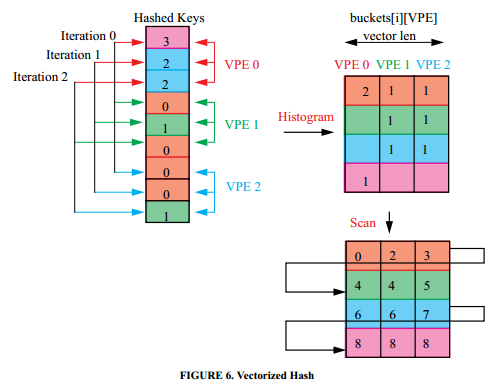 Hashed Keys
buckets[i][VPE]
vector len
Iteration 0
Iteration 1
Iteration 2
3
2
2
0
1
0
0
0
1
VPE 0
VPE 1
VPE 2
VPE 0 VPE 1 VPE 2
Histogram
2 1 1
1 1
1 1
1
Scan
0 2 3
4 4 5
6 6 7
8 8 8
FIGURE 6. Vectorized Hash